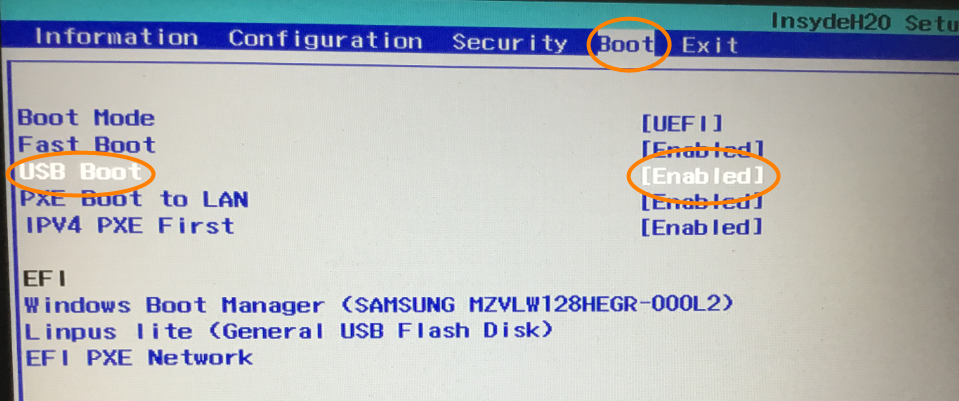 InsydeH20 Setu
Information Configuration Security Boot Exit
Boot Mode [UEFI]
Fast Boot [Enabled]
USB Boot [Enabled]
PXE Boot to LAN [Enabled]
IPV4 PXE First [Enabled]
EFI
Windows Boot Manager (SAMSUNG MZVLW128HEGR-000L2)
Linpus lite (General USB Flash Disk)
EFI PXE Network